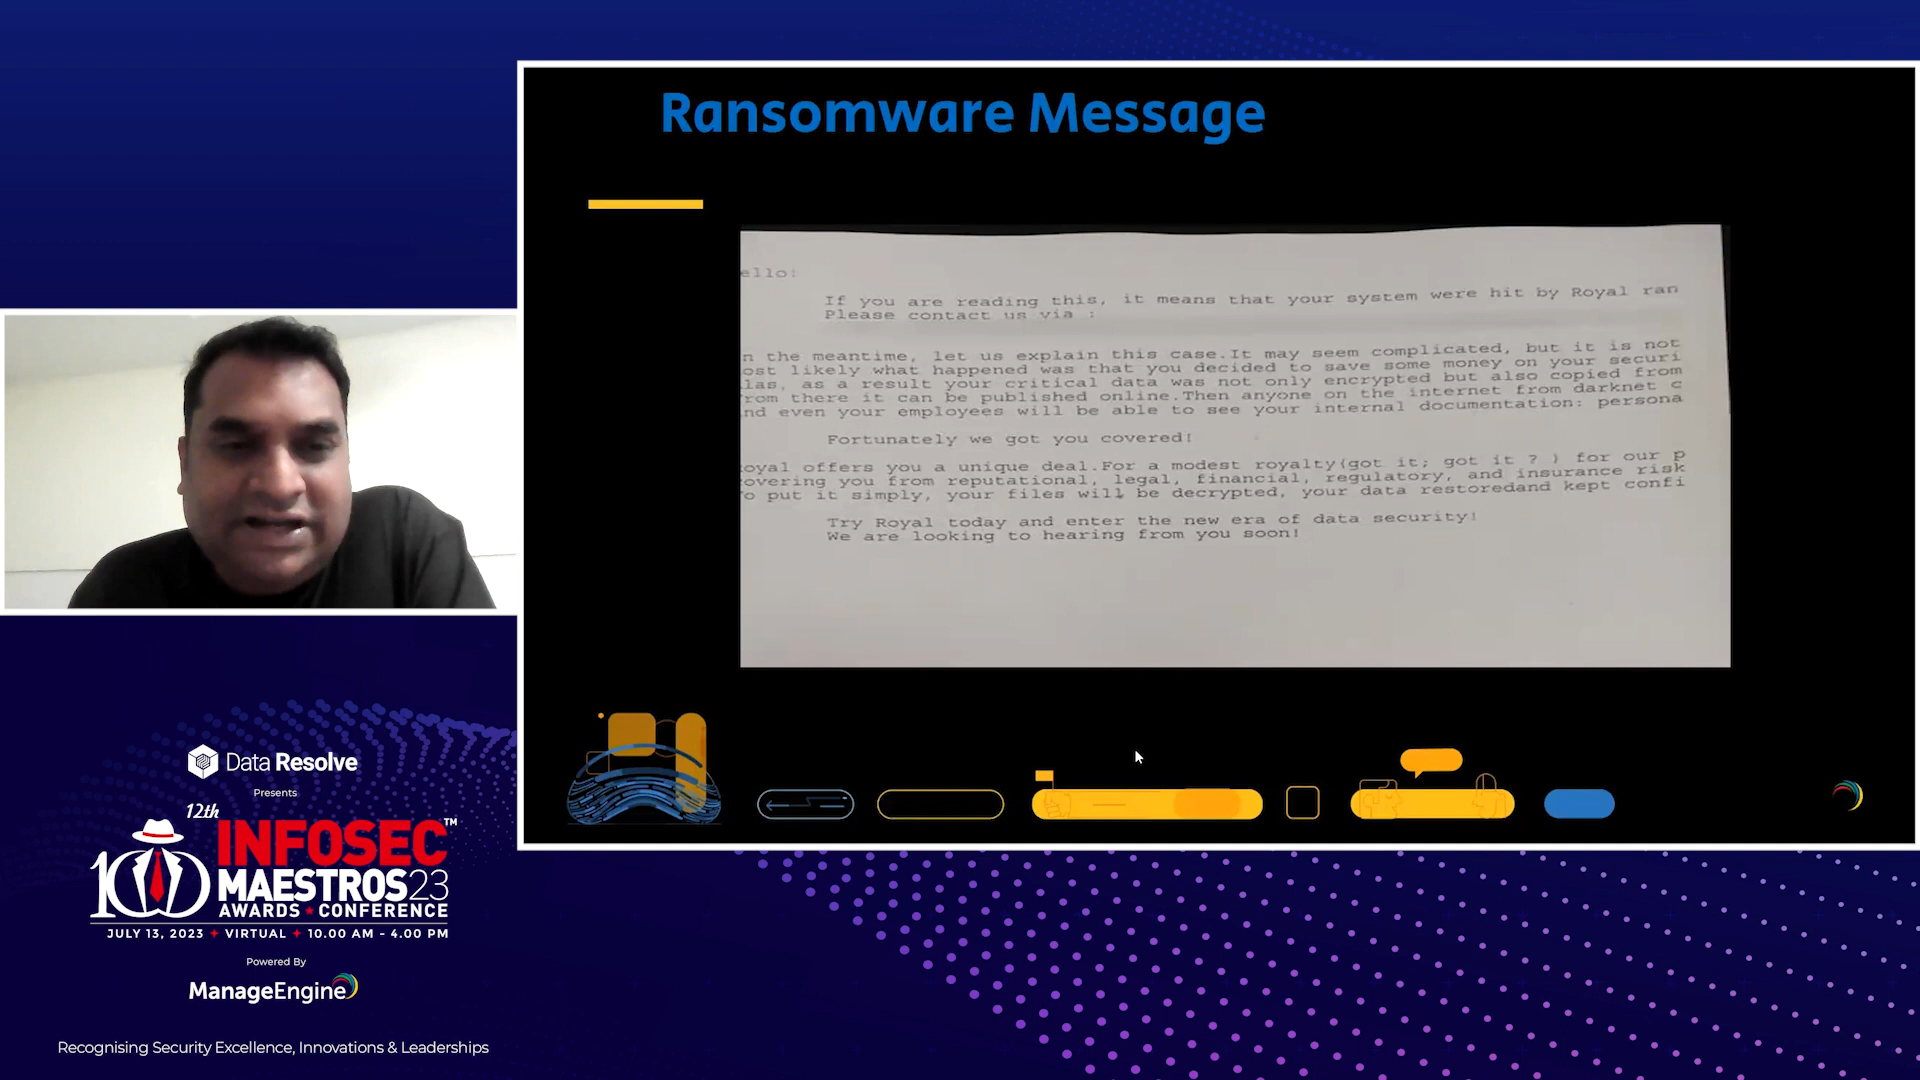 Ransomware Message
ello:
If you are reading this, it means that your system were hit by Royal ran
Please contact us via :
n the meantime, let us explain this case.It may seem complicated, but it is not
ost likely what happened was that you decided to save some money on your securi
las, as a result your critical data was not only encrypted but also copied from
rom there it can be published online.Then anyone on the internet from darknet c
nd even your employees will be able to see your internal documentation: persona
Fortunately we got you covered!
oyal offers you a unique deal.For a modest royalty(got it; got it ? ) for our p
overing you from reputational, legal, financial, regulatory, and insurance risk
o put it simply, your files will be decrypted, your data restoredand kept confi
Try Royal today and enter the new era of data security!
We are looking to hearing from you soon!
Data Resolve
Presents
12th
100 INFOSEC™
MAESTROS23
AWARDS ★ CONFERENCE
JULY 13, 2023 ✦ VIRTUAL ✦ 10.00 AM - 4.00 PM
Powered By
ManageEngine
Recognising Security Excellence, Innovations & Leaderships